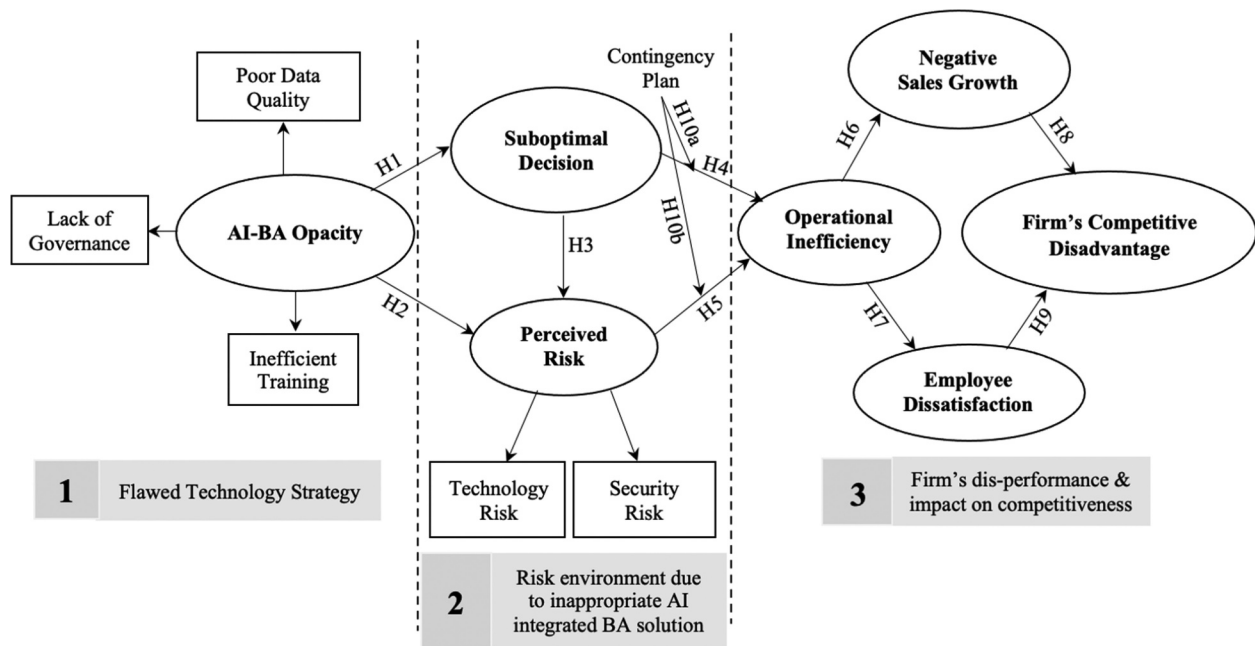 Poor Data
Quality
Lack of
Governance
AI-BA Opacity
Inefficient
Training
H1
H2
Suboptimal
Decision
H3
Perceived
Risk
Technology
Risk
Security
Risk
Contingency
Plan
H10a
H10b
H4
H5
Operational
Inefficiency
H6
H7
Negative
Sales Growth
Employee
Dissatisfaction
H8
H9
Firm's Competitive
Disadvantage
1
Flawed Technology Strategy
2
Risk environment due
to inappropriate AI
integrated BA solution
3
Firm's dis-performance &
impact on competitiveness